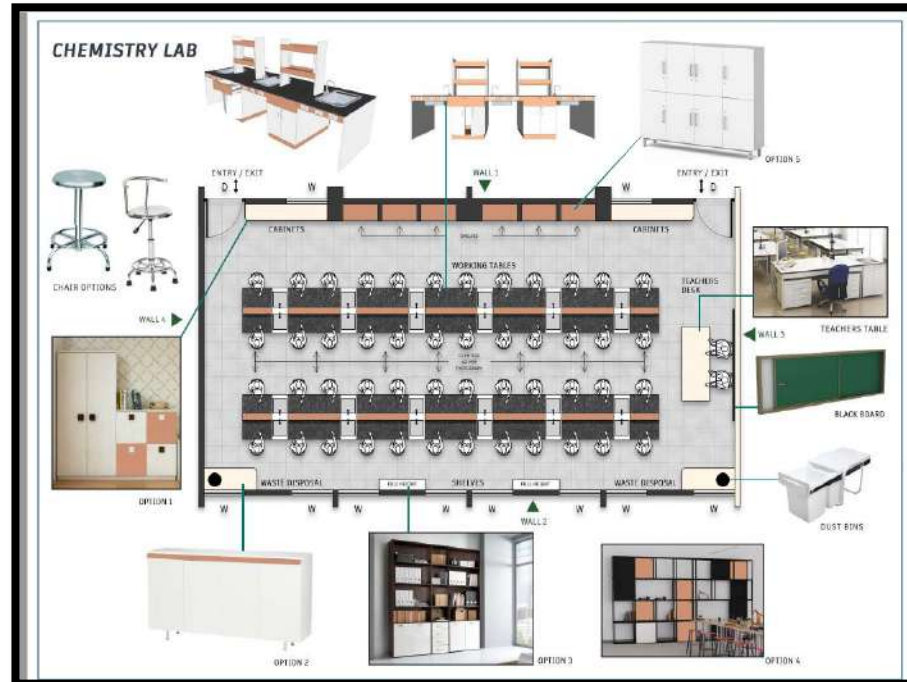 CHEMISTRY LAB
OPTION 5
ENTRY / EXIT
D
W
WALL 1
W
ENTRY / EXIT
D
CABINETS
SHELVES
CABINETS
CHAIR OPTIONS
WORKING TABLES
TEACHERS
DESK
WALL 4
WALL 3
TEACHERS TABLE
BLACK BOARD
OPTION 1
WASTE DISPOSAL
SHELVES
WASTE DISPOSAL
W
W
W
W
W
W
WALL 2
DUST BINS
OPTION 2
OPTION 3
OPTION 4